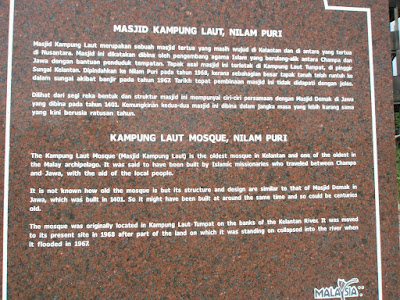 MASJID KAMPUNG LAUT, NILAM PURI
Masjid Kampung Laut merupakan sebuah masjid tertua yang masih wujud di Kelantan dan di antara yang tertua
di Nusantara. Masjid ini dikatakan dibina oleh pengembang agama Islam yang berulang-alik antara Champa dan
Jawa dengan bantuan penduduk tempatan. Tapak asal masjid ini terletak di Kampung Laut Tumpat, di pinggir
Sungai Kelantan. Dipindahkan ke Nilam Puri pada tahun 1968, kerana sebahagian besar tapak tanah telah runtuh ke
dalam sungai akibat banjir pada tahun 1967 Tarikh tepat pembinaan masjid ini tidak didapati dengan jelas.
Dilihat dari segi reka bentuk dan struktur masjid ini mempunyai ciri-ciri persamaan dengan Masjid Demak di Jawa
yang dibina pada tahun 1401. Kemungkinan kedua-dua masjid ini dibina dalam jangka masa yang lebih kurang sama
yang kini berusia ratusan tahun.
KAMPUNG LAUT MOSQUE, NILAM PURI
The Kampung Laut Mosque (Masjid Kampung Laut) is the oldest mosque in Kelantan and one of the oldest in
the Malay archipelago. It was said to have been built by Islamic missionaries who traveled between Champa
and Jawa, with the aid of the local people.
It is not known how old the mosque is but its structure and design are similar to that of Masjid Demak in
Jawa, which was built in 1401. So it might have been built at around the same time and so could be centuries
old.
The mosque was originally located in Kampung Laut Tumpat on the banks of the Kelantan River. It was moved
to its present site in 1968 after part of the land on which it was standing on collapsed into the river when
it flooded in 1967.
MALAYSIA